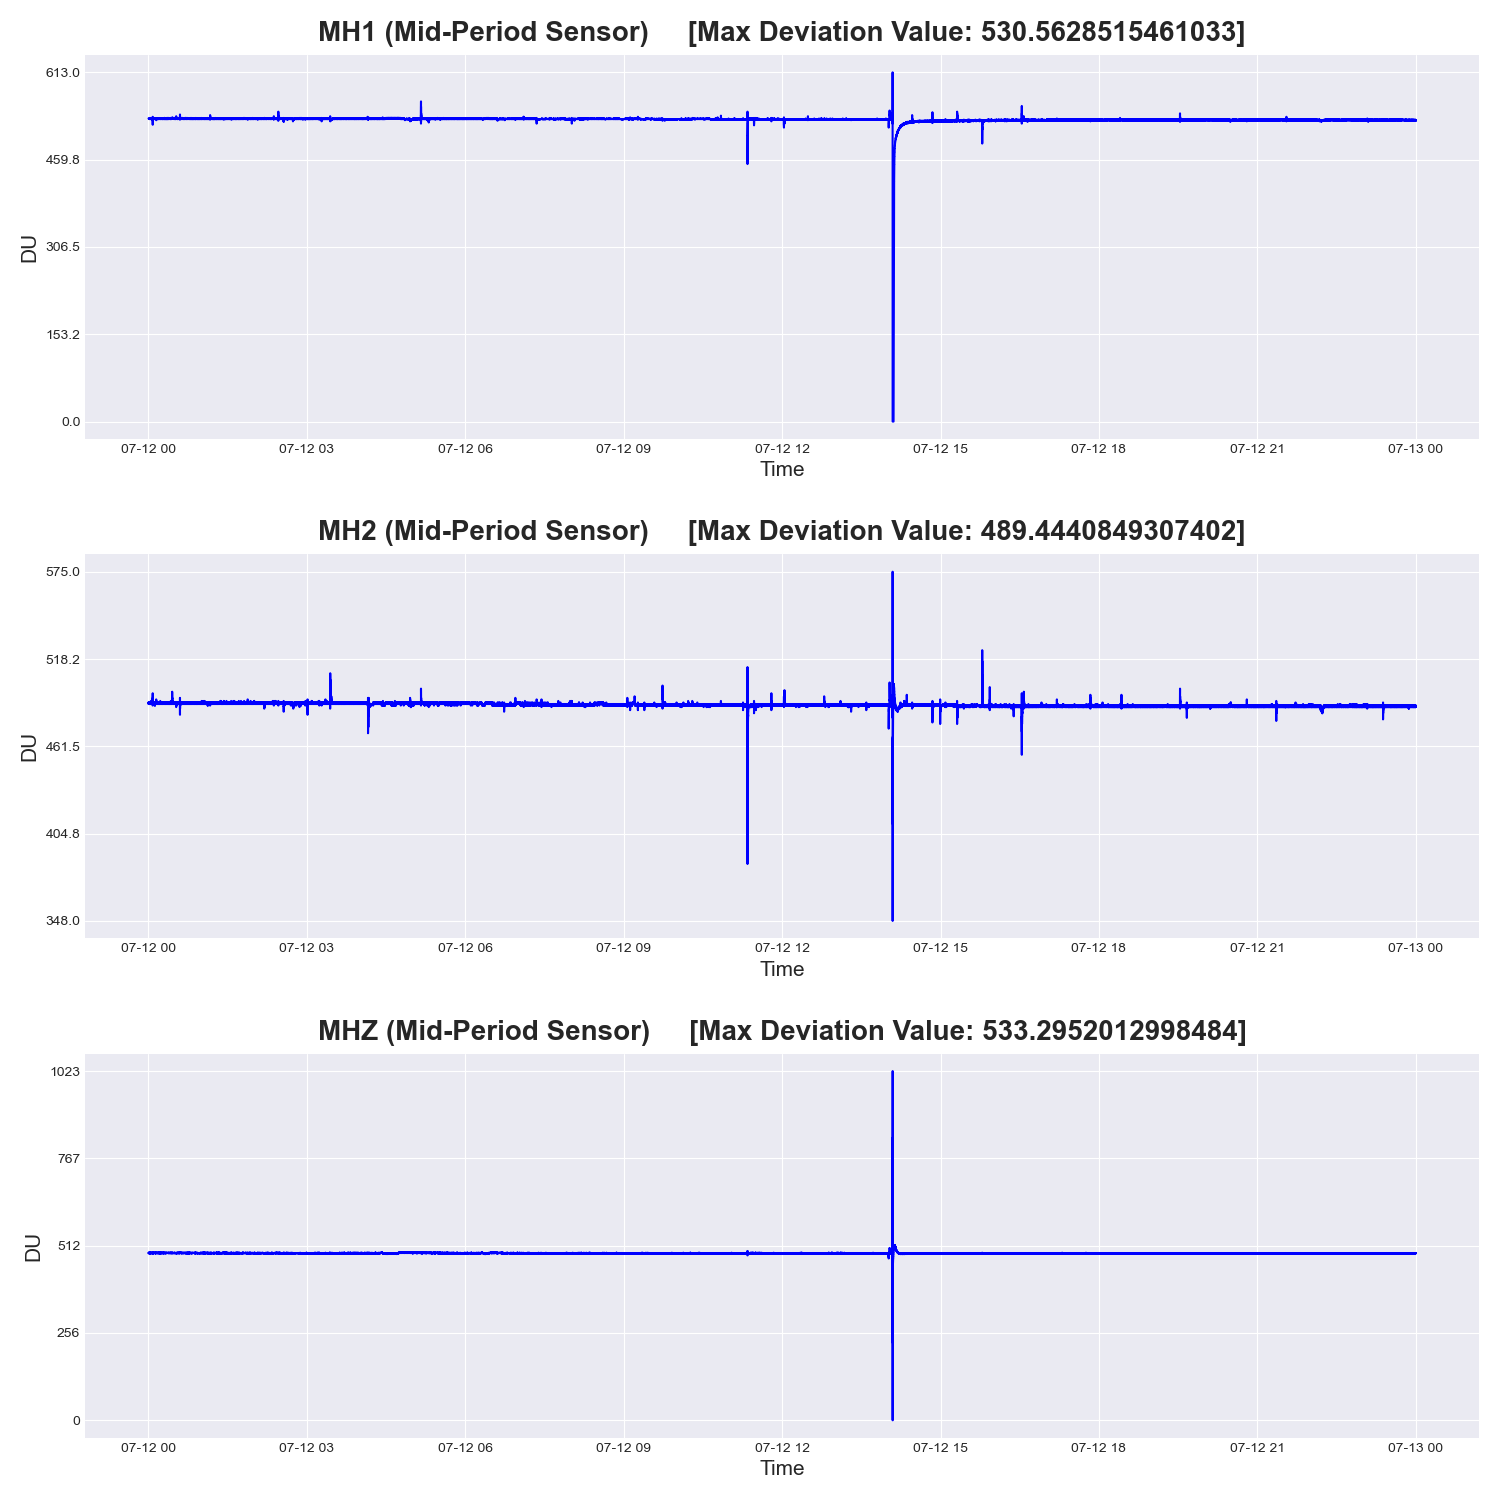 MH1 (Mid-Period Sensor) [Max Deviation Value: 530.5628515461033]
613.0
459.8
306.5
153.2
0.0
DU
07-12 00 07-12 03 07-12 06 07-12 09 07-12 12 07-12 15 07-12 18 07-12 21 07-13 00
Time
MH2 (Mid-Period Sensor) [Max Deviation Value: 489.4440849307402]
575.0
518.2
461.5
404.8
348.0
DU
07-12 00 07-12 03 07-12 06 07-12 09 07-12 12 07-12 15 07-12 18 07-12 21 07-13 00
Time
MHZ (Mid-Period Sensor) [Max Deviation Value: 533.2952012998484]
1023
767
512
256
0
DU
07-12 00 07-12 03 07-12 06 07-12 09 07-12 12 07-12 15 07-12 18 07-12 21 07-13 00
Time